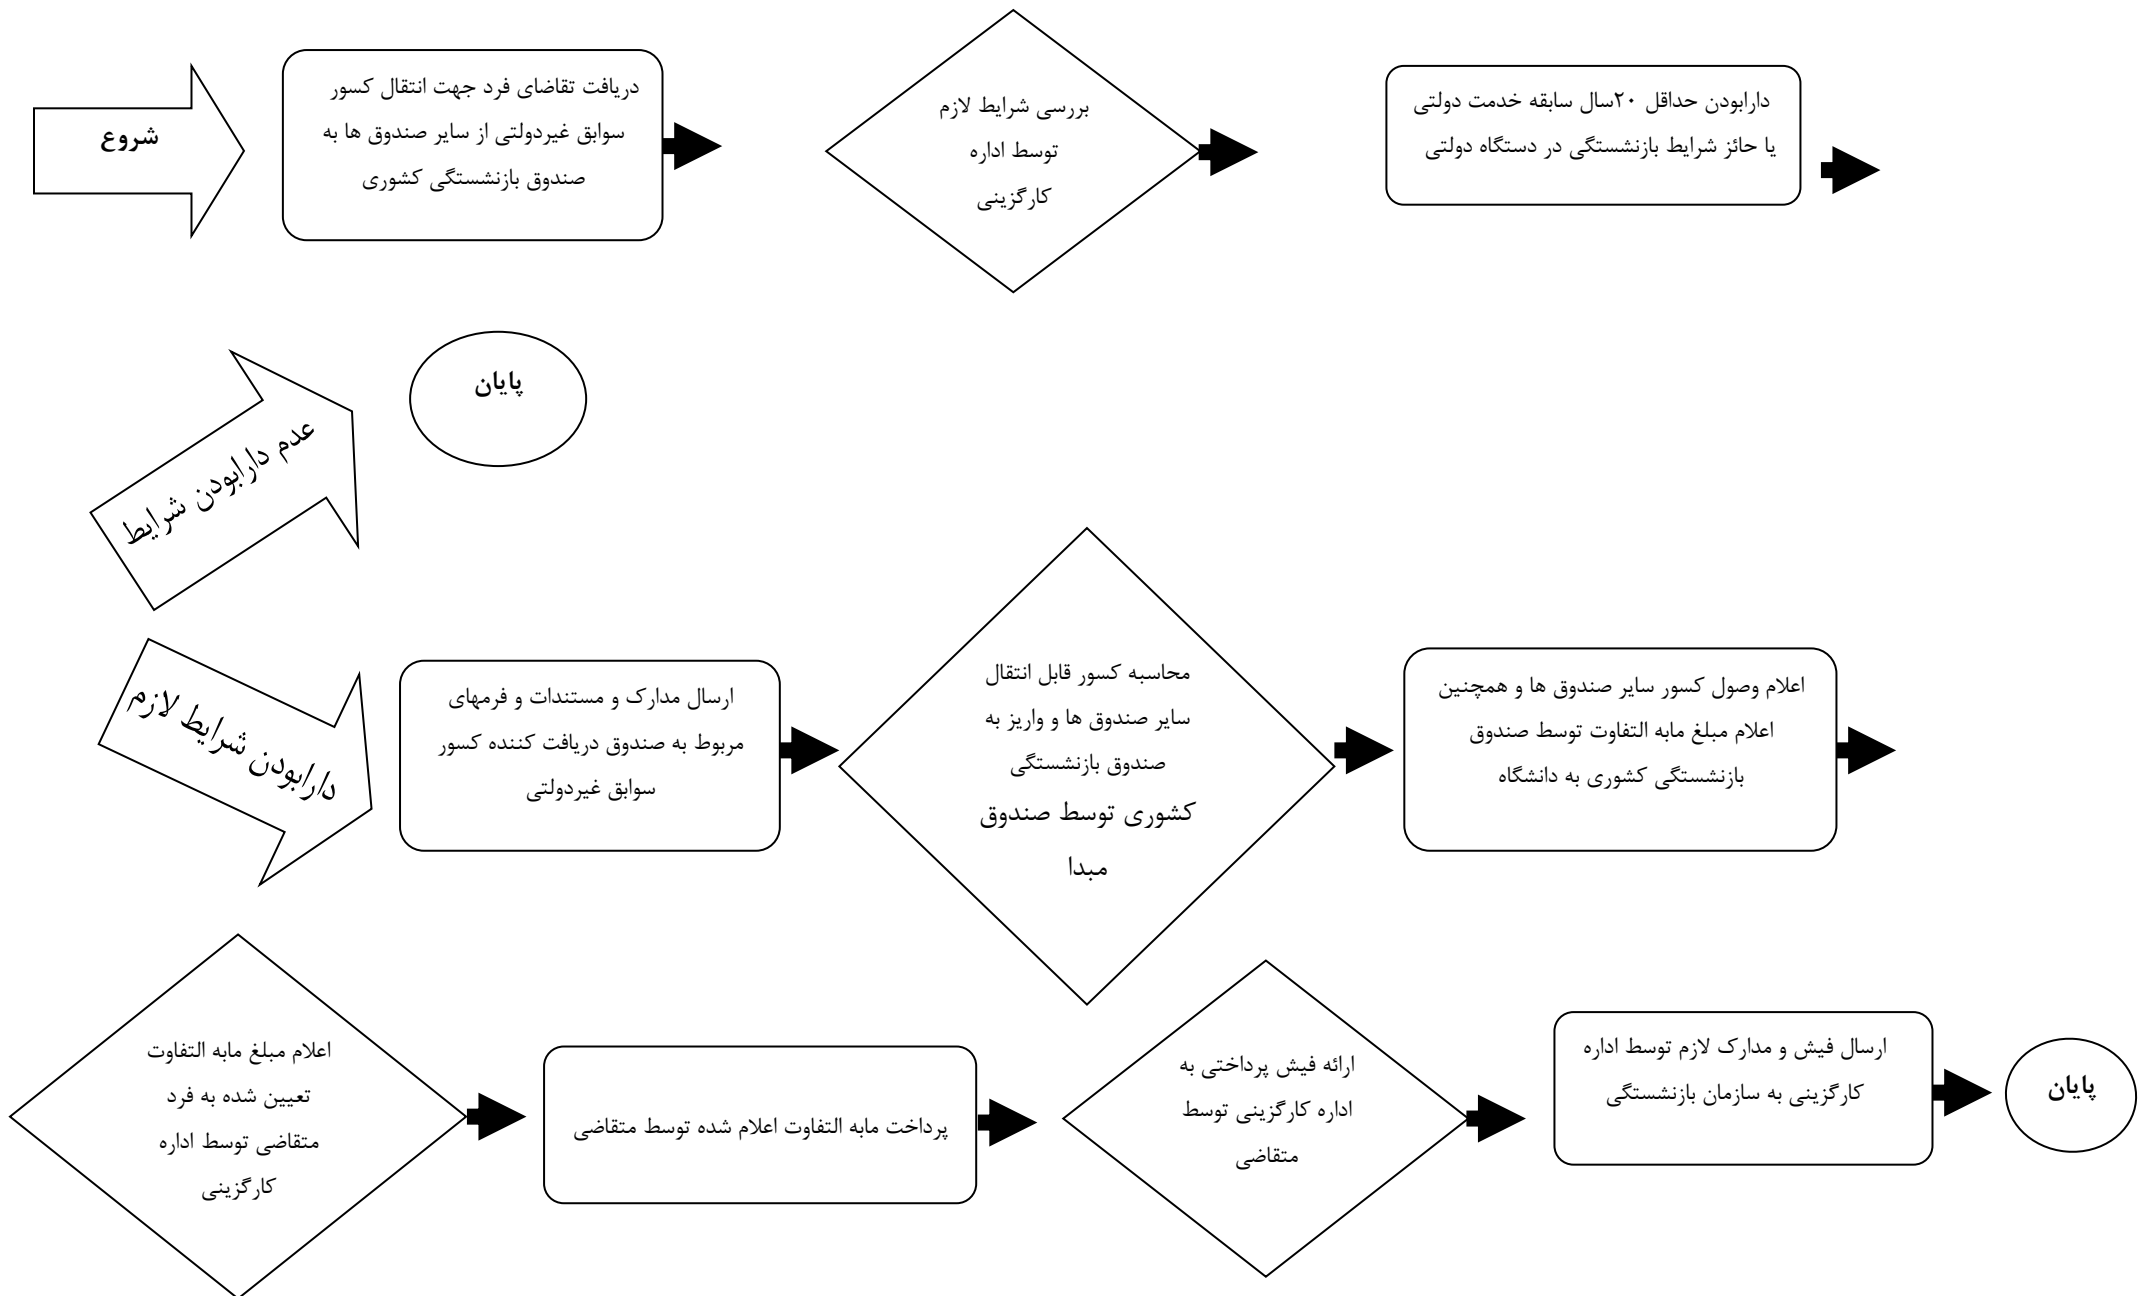 شروع
دریافت تقاضای فرد جهت انتقال کسور
سوابق غیردولتی از سایر صندوق ها به
صندوق بازنشستگی کشوری
بررسی شرایط لازم
توسط اداره
کارگزینی
دارابودن حداقل ۲۰سال سابقه خدمت دولتی
یا حائز شرایط بازنشستگی در دستگاه دولتی
عدم دارابودن شرایط
پایان
دارابودن شرایط لازم
ارسال مدارک و مستندات و فرمهای
مربوط به صندوق دریافت کننده کسور
سوابق غیردولتی
محاسبه کسور قابل انتقال
سایر صندوق ها و واریز به
صندوق بازنشستگی
کشوری توسط صندوق
مبدا
اعلام وصول کسور سایر صندوق ها و همچنین
اعلام مبلغ مابه التفاوت توسط صندوق
بازنشستگی کشوری به دانشگاه
اعلام مبلغ مابه التفاوت
تعیین شده به فرد
متقاضی توسط اداره
کارگزینی
پرداخت مابه التفاوت اعلام شده توسط متقاضی
ارائه فیش پرداختی به
اداره کارگزینی توسط
متقاضی
ارسال فیش و مدارک لازم توسط اداره
کارگزینی به سازمان بازنشستگی
پایان